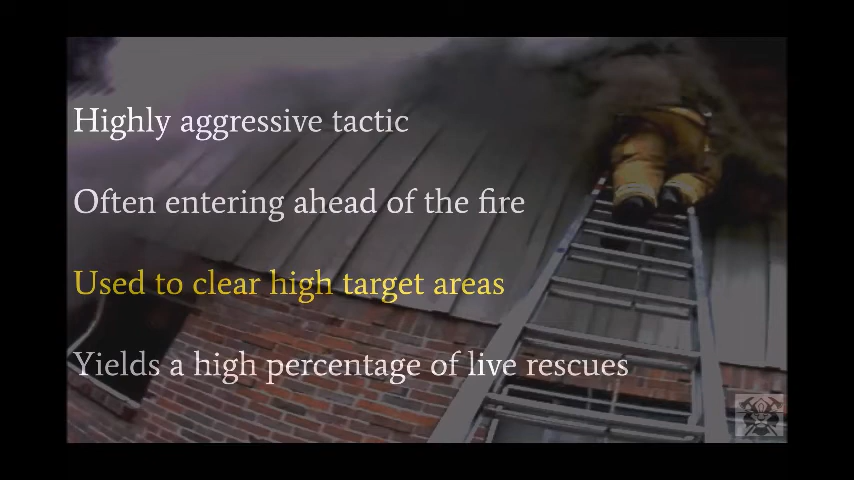 Highly aggressive tactic
Often entering ahead of the fire
Used to clear high target areas
Yields a high percentage of live rescues